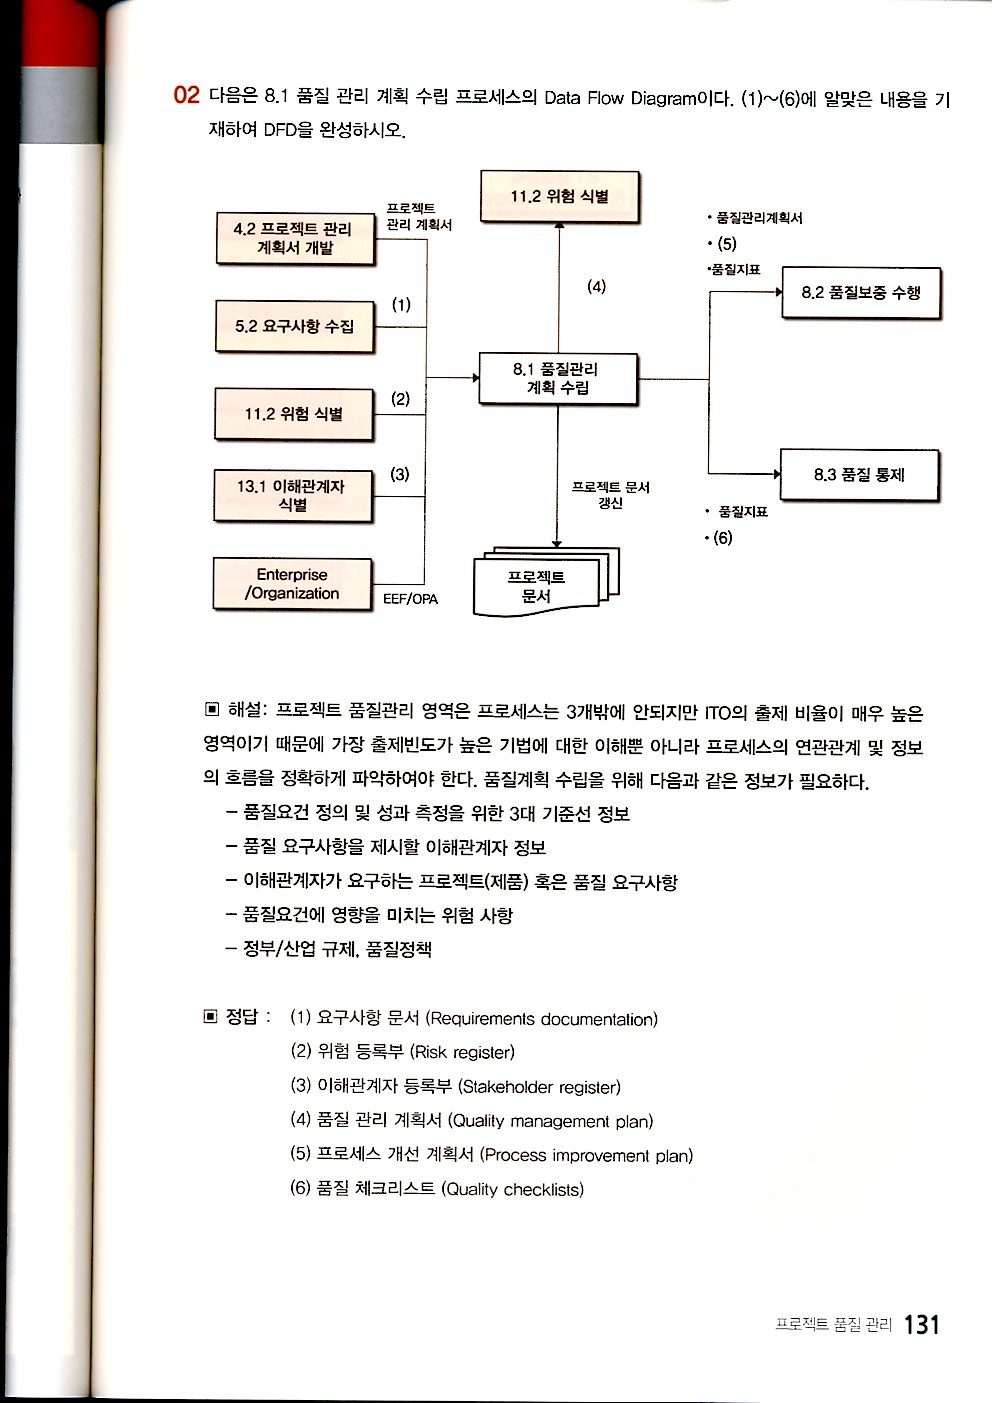 02 다음은 8.1 품질 관리 계획 수립 프로세스의 Data Flow Diagram이다. (1)~(6)에 알맞은 내용을 기
재하여 DFD을 완성하시오.
11.2 위험 식별
프로젝트
관리 계획서
4.2 프로젝트 관리
계획서 개발
• 품질관리계획서
• (5)
•품질지표
(4)
8.2 품질보증 수행
(1)
5.2 요구사항 수집
8.1 품질관리
계획 수립
(2)
11.2 위험 식별
(3)
13.1 이해관계자
식별
8.3 품질 통제
프로젝트 문서
갱신
• 품질지표
• (6)
Enterprise
/Organization
EEF/OPA
프로젝트
문서
▣ 해설: 프로젝트 품질관리 영역은 프로세스는 3개밖에 안되지만 ITO의 출제 비율이 매우 높은
영역이기 때문에 가장 출제빈도가 높은 기법에 대한 이해뿐 아니라 프로세스의 연관관계 및 정보
의 흐름을 정확하게 파악하여야 한다. 품질계획 수립을 위해 다음과 같은 정보가 필요하다.
– 품질요건 정의 및 성과 측정을 위한 3대 기준선 정보
– 품질 요구사항을 제시할 이해관계자 정보
– 이해관계자가 요구하는 프로젝트(제품) 혹은 품질 요구사항
– 품질요건에 영향을 미치는 위험 사항
– 정부/산업 규제, 품질정책
▣ 정답 : (1) 요구사항 문서 (Requirements documentation)
(2) 위험 등록부 (Risk register)
(3) 이해관계자 등록부 (Stakeholder register)
(4) 품질 관리 계획서 (Quality management plan)
(5) 프로세스 개선 계획서 (Process improvement plan)
(6) 품질 체크리스트 (Quality checklists)
프로젝트 품질 관리 131